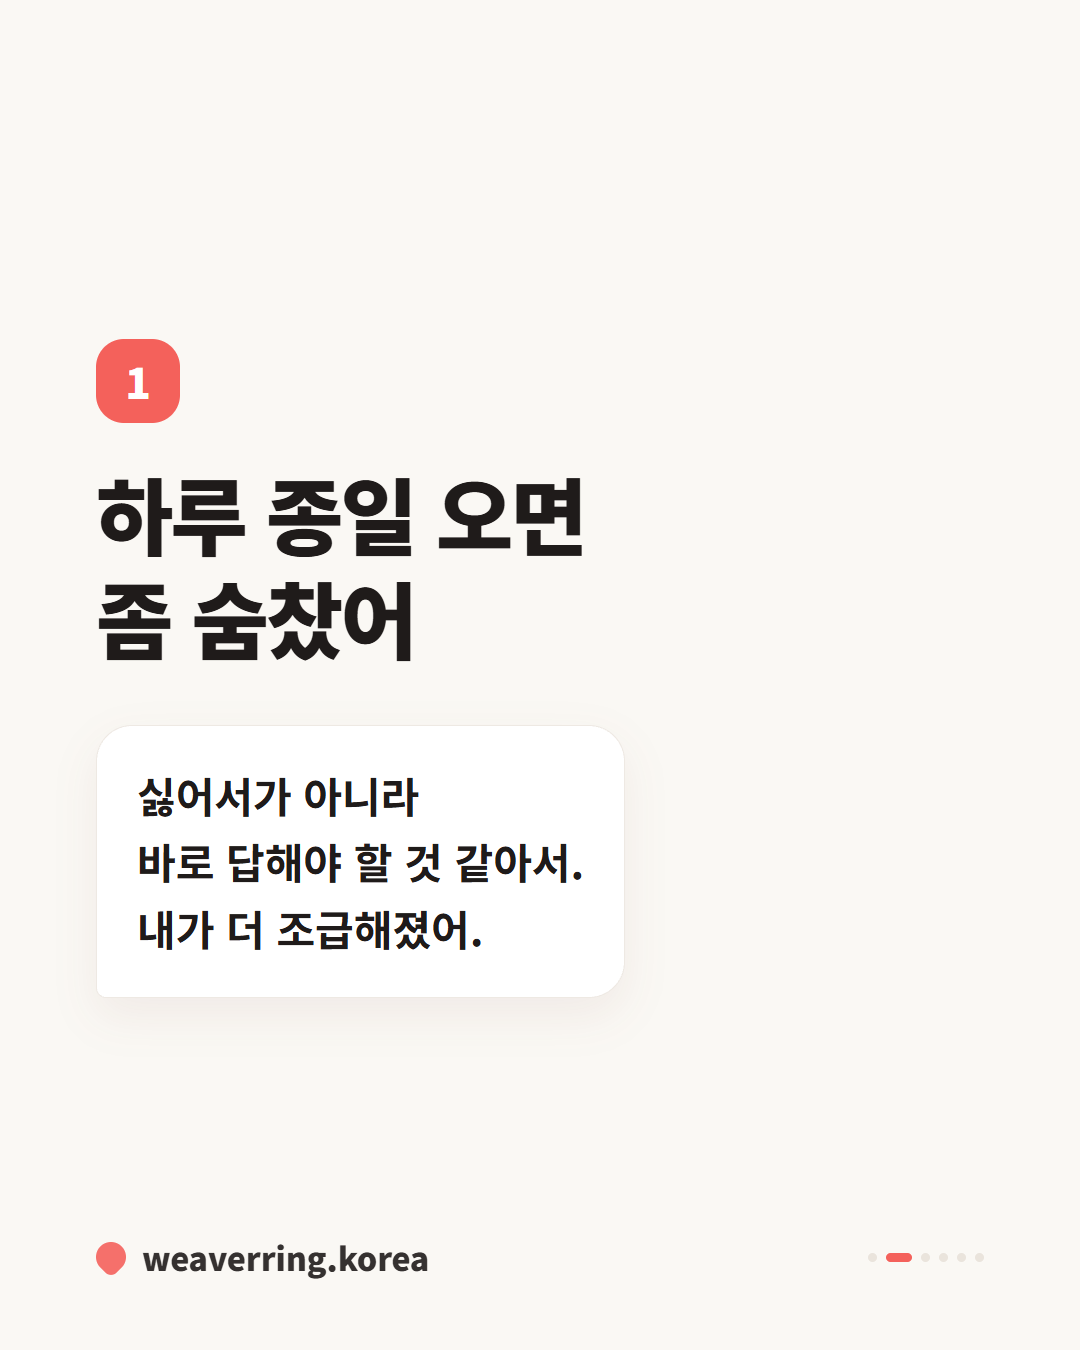 1
하루 종일 오면
좀 숨찼어
싫어서가 아니라
바로 답해야 할 것 같아서.
내가 더 조급해졌어.
weaverring.korea